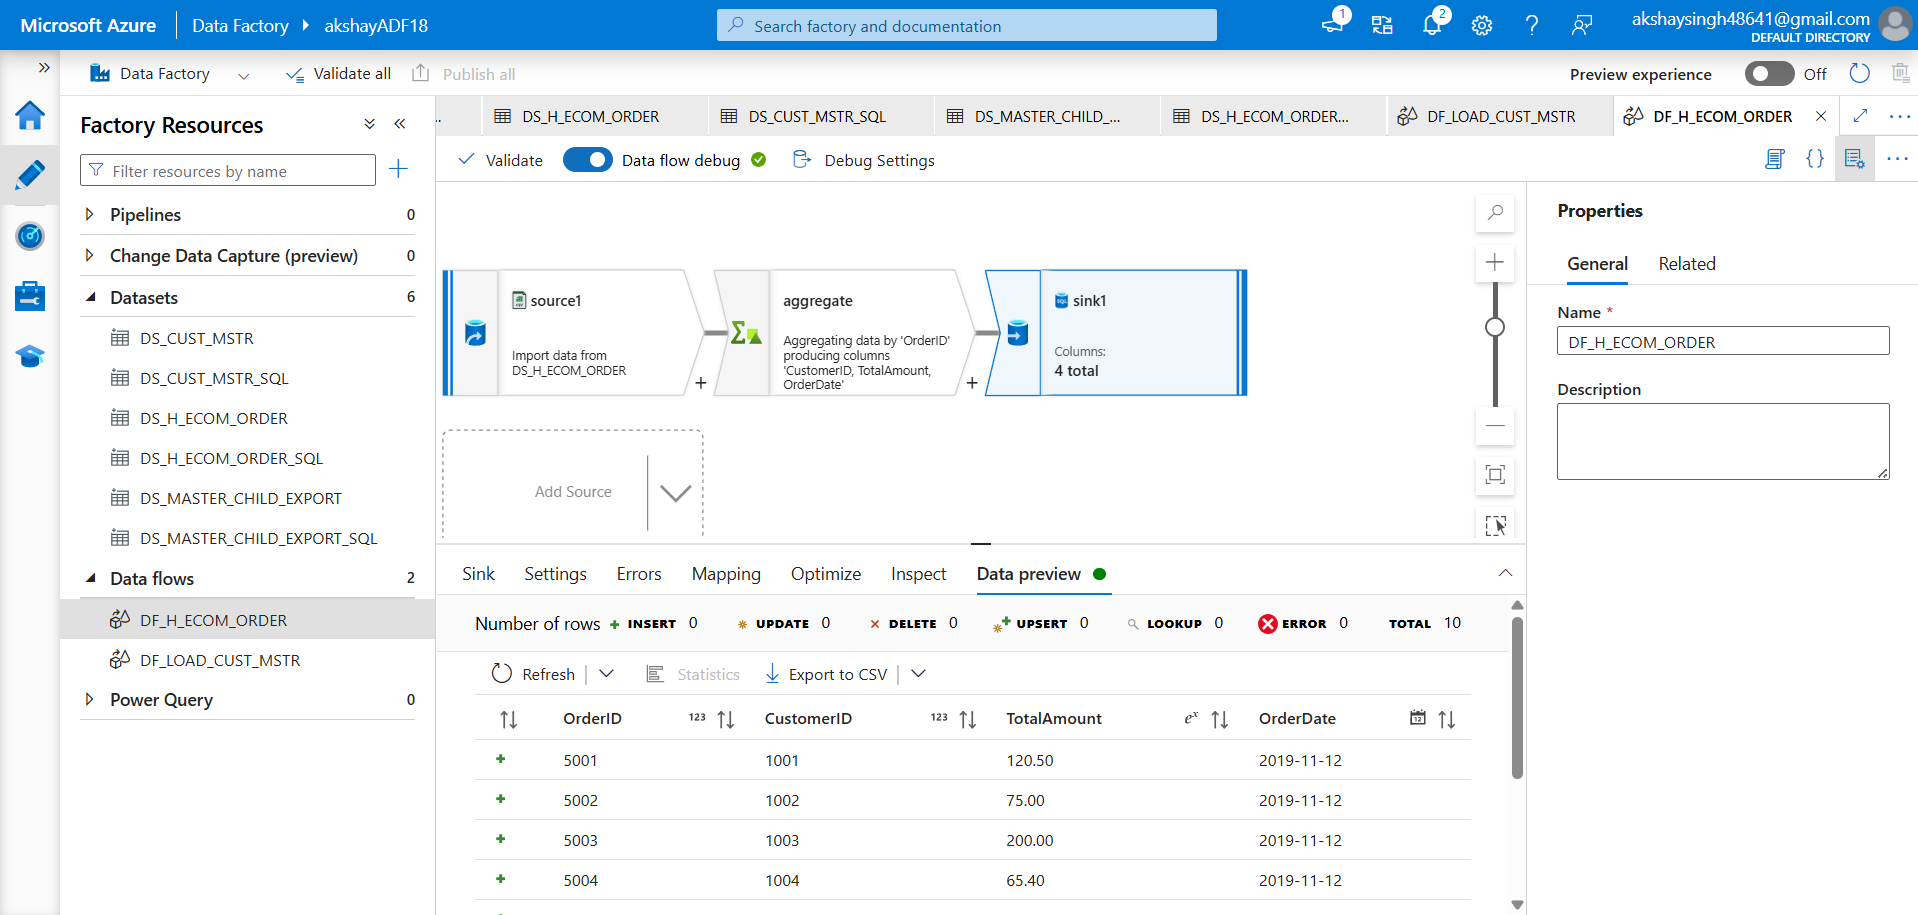 Microsoft Azure
Data Factory
akshayADF18
Search factory and documentation
1
2
akshaysingh48641@gmail.com
DEFAULT DIRECTORY
Data Factory
Validate all
Publish all
Preview experience
Off
Factory Resources
Filter resources by name
Pipelines 0
Change Data Capture (preview) 0
Datasets 6
DS_CUST_MSTR
DS_CUST_MSTR_SQL
DS_H_ECOM_ORDER
DS_H_ECOM_ORDER_SQL
DS_MASTER_CHILD_EXPORT
DS_MASTER_CHILD_EXPORT_SQL
Data flows 2
DF_H_ECOM_ORDER
DF_LOAD_CUST_MSTR
Power Query 0
..
DS_H_ECOM_ORDER
DS_CUST_MSTR_SQL
DS_MASTER_CHILD_...
DS_H_ECOM_ORDER...
DF_LOAD_CUST_MSTR
DF_H_ECOM_ORDER
Validate
Data flow debug
Debug Settings
source1
Import data from
DS_H_ECOM_ORDER
aggregate
Aggregating data by 'OrderID'
producing columns
'CustomerID, TotalAmount,
OrderDate'
sink1
Columns:
4 total
Add Source
Properties
General
Related
Name *
DF_H_ECOM_ORDER
Description
Sink
Settings
Errors
Mapping
Optimize
Inspect
Data preview
Number of rows INSERT 0 UPDATE 0 DELETE 0 UPSERT 0 LOOKUP 0 ERROR 0 TOTAL 10
Refresh
Statistics
Export to CSV
OrderID 123 CustomerID 123 TotalAmount eˣ OrderDate 12
5001 1001 120.50 2019-11-12
5002 1002 75.00 2019-11-12
5003 1003 200.00 2019-11-12
5004 1004 65.40 2019-11-12